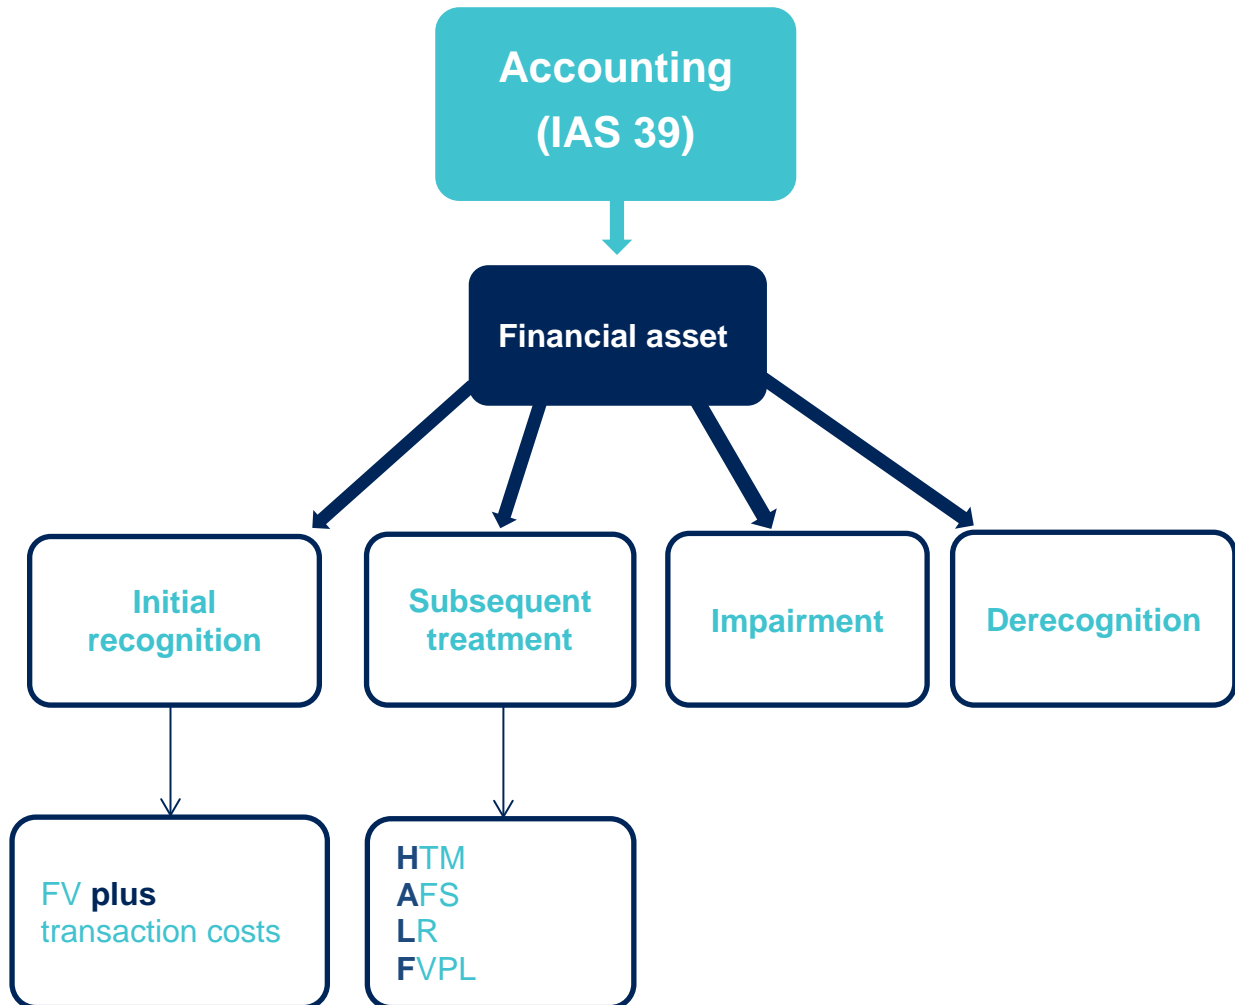 Accounting
(IAS 39)
Financial asset
Initial
recognition
Subsequent
treatment
Impairment
Derecognition
FV plus
transaction costs
HTM
AFS
LR
FVPL